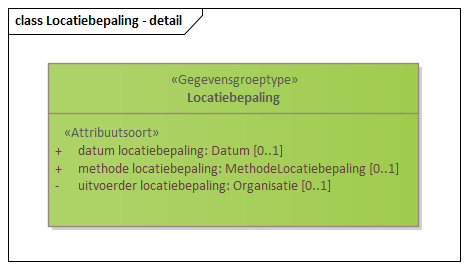 class Locatiebepaling - detail
«Gegevensgroeptype»
Locatiebepaling
«Attribuutsoort»
+ datum locatiebepaling: Datum [0..1]
+ methode locatiebepaling: MethodeLocatiebepaling [0..1]
- uitvoerder locatiebepaling: Organisatie [0..1]